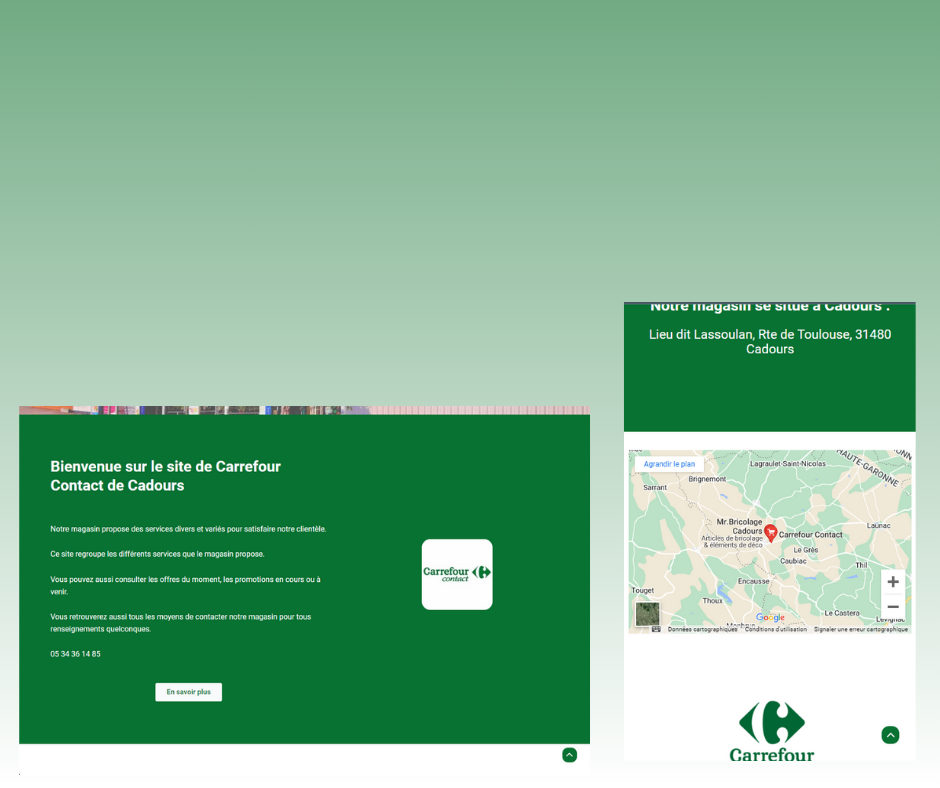 Bienvenue sur le site de Carrefour
Contact de Cadours
Notre magasin propose des services divers et variés pour satisfaire notre clientèle.
Ce site regroupe les différents services que le magasin propose.
Vous pouvez aussi consulter les offres du moment, les promotions en cours ou à
venir.
Vous retrouverez aussi tous les moyens de contacter notre magasin pour tous
renseignements quelconques.
05 34 36 14 85
En savoir plus
Carrefour
contact
Notre magasin se situe à Cadours :
Lieu dit Lassoulan, Rte de Toulouse, 31480
Cadours
Agrandir le plan
Lagraulet-Saint-Nicolas
HAUTE-GARONNE
Brignemont
Sarrant
Mr.Bricolage
Cadours
Articles de bricolage
& éléments de déco
Carrefour Contact
Launac
Le Grès
Caubiac
Thil
Encausse
Touget
Thoux
Le Castera
Lévignac
Google
Données cartographiques
Conditions d'utilisation
Signaler une erreur cartographique
Carrefour